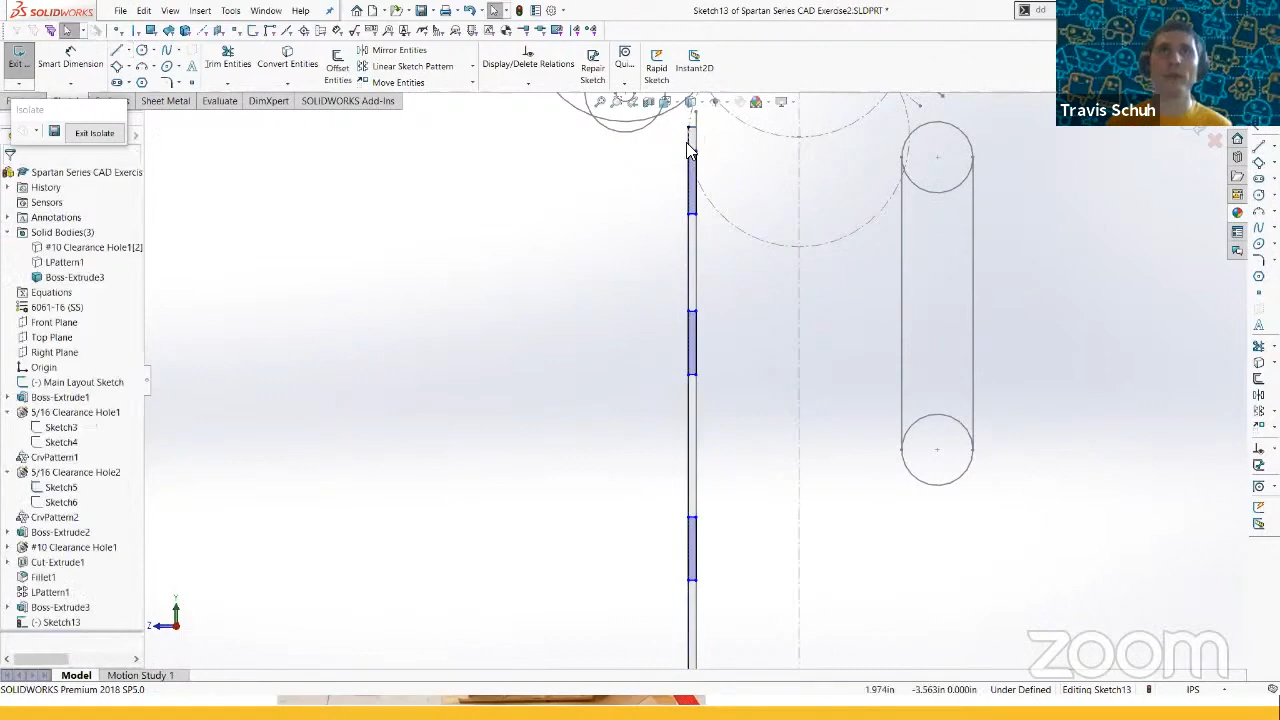 SOLIDWORKS
File Edit View Insert Tools Window Help
Sketch13 of Spartan Series CAD Exercise2.SLDPRT *
dd
Exit...
Smart Dimension
Trim Entities
Convert Entities
Offset Entities
Mirror Entities
Linear Sketch Pattern
Move Entities
Display/Delete Relations
Repair Sketch
Qui...
Rapid Sketch
Instant2D
Sheet Metal
Evaluate
DimXpert
SOLIDWORKS Add-Ins
Isolate
Exit Isolate
Travis Schuh
Spartan Series CAD Exercis
History
Sensors
Annotations
Solid Bodies(3)
#10 Clearance Hole1[2]
LPattern1
Boss-Extrude3
Equations
6061-T6 (SS)
Front Plane
Top Plane
Right Plane
Origin
(-) Main Layout Sketch
Boss-Extrude1
5/16 Clearance Hole1
Sketch3
Sketch4
CrvPattern1
5/16 Clearance Hole2
Sketch5
Sketch6
CrvPattern2
Boss-Extrude2
#10 Clearance Hole1
Cut-Extrude1
Fillet1
LPattern1
Boss-Extrude3
(-) Sketch13
Y
Z
zoom
Model
Motion Study 1
SOLIDWORKS Premium 2018 SP5.0
1.974in -3.563in 0.000in Under Defined Editing Sketch13 IPS